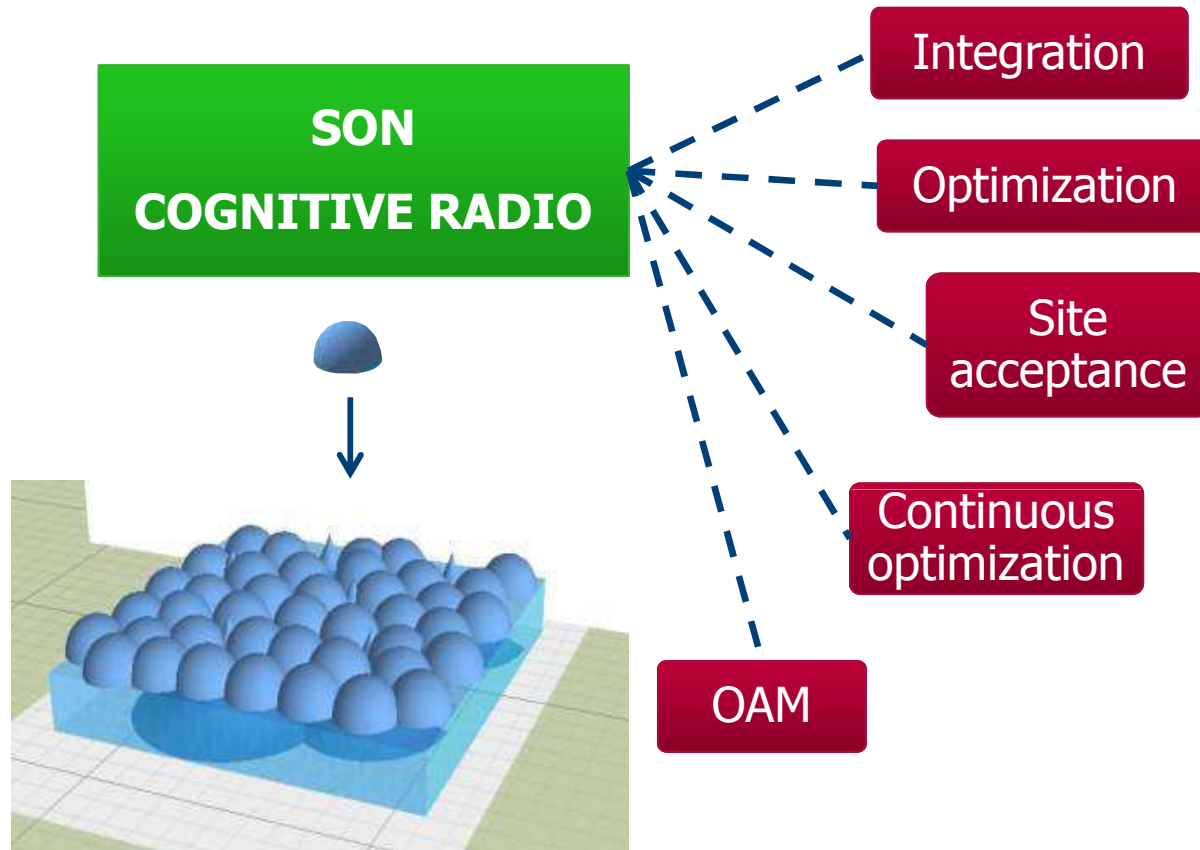 SON
COGNITIVE RADIO
Integration
Optimization
Site
acceptance
Continuous
optimization
OAM